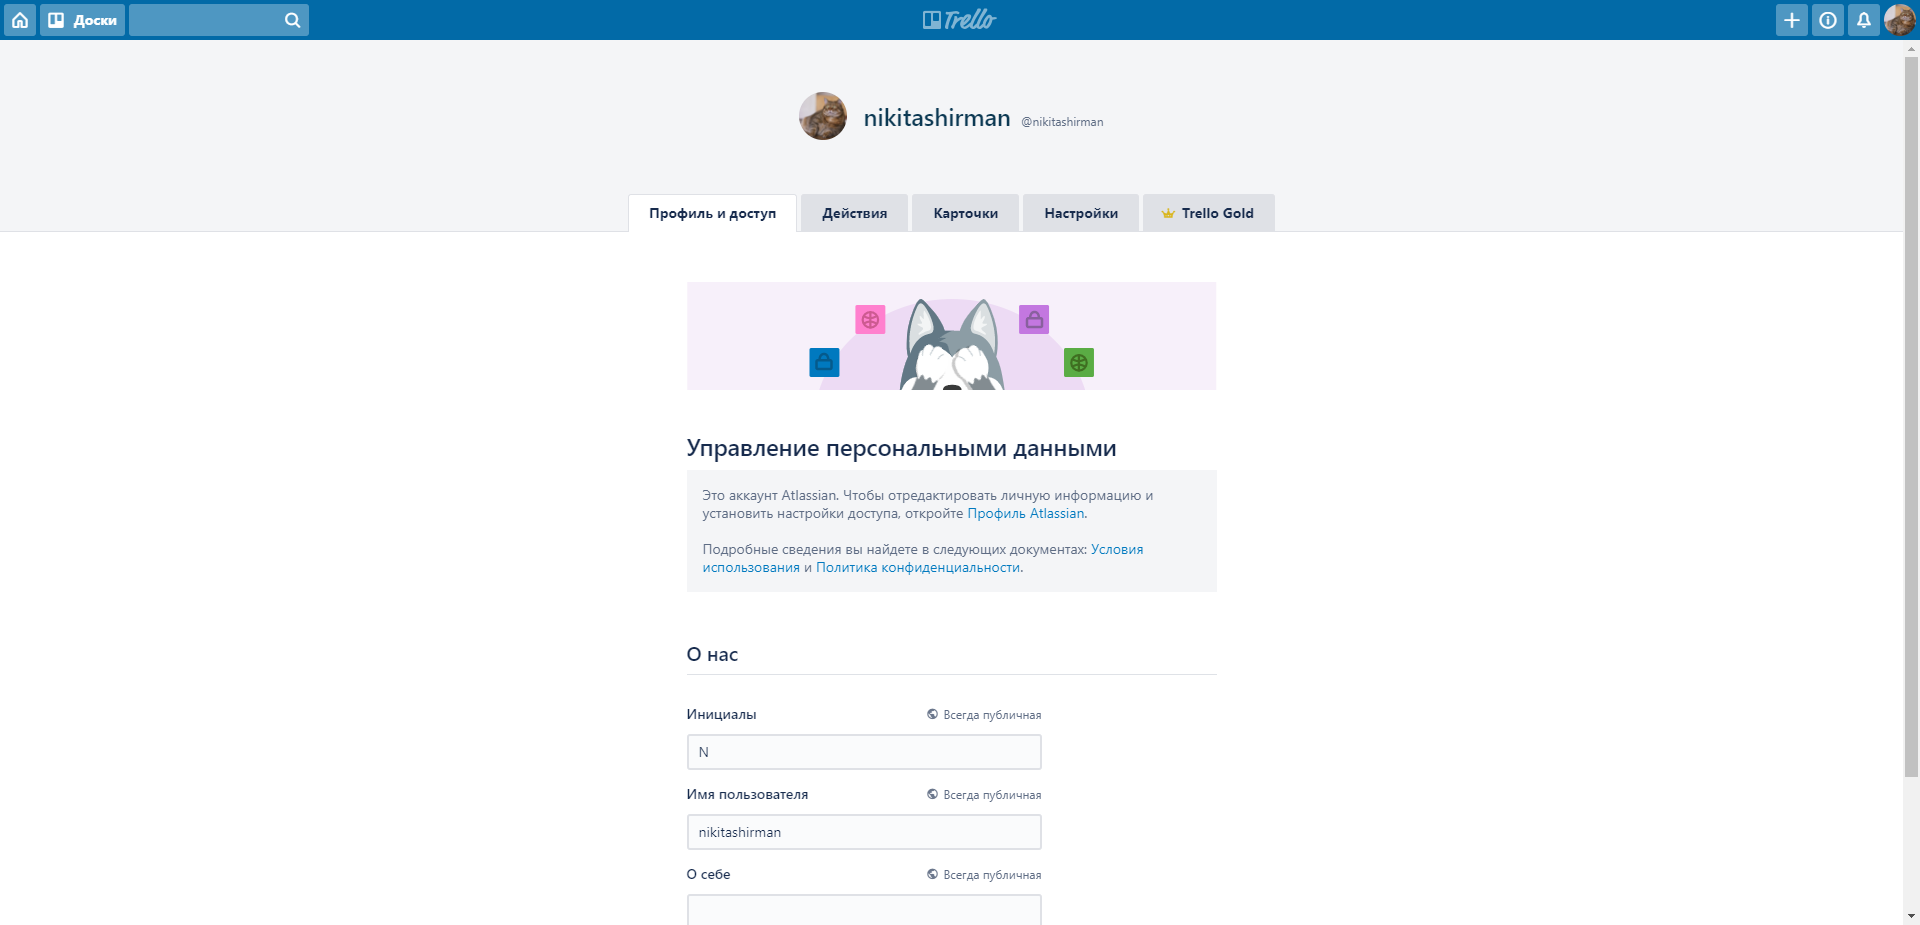 Доски
Trello
nikitashirman @nikitashirman
Профиль и доступ
Действия
Карточки
Настройки
Trello Gold
Управление персональными данными
Это аккаунт Atlassian. Чтобы отредактировать личную информацию и
установить настройки доступа, откройте Профиль Atlassian.
Подробные сведения вы найдете в следующих документах: Условия
использования и Политика конфиденциальности.
О нас
Инициалы
Всегда публичная
N
Имя пользователя
Всегда публичная
nikitashirman
О себе
Всегда публичная